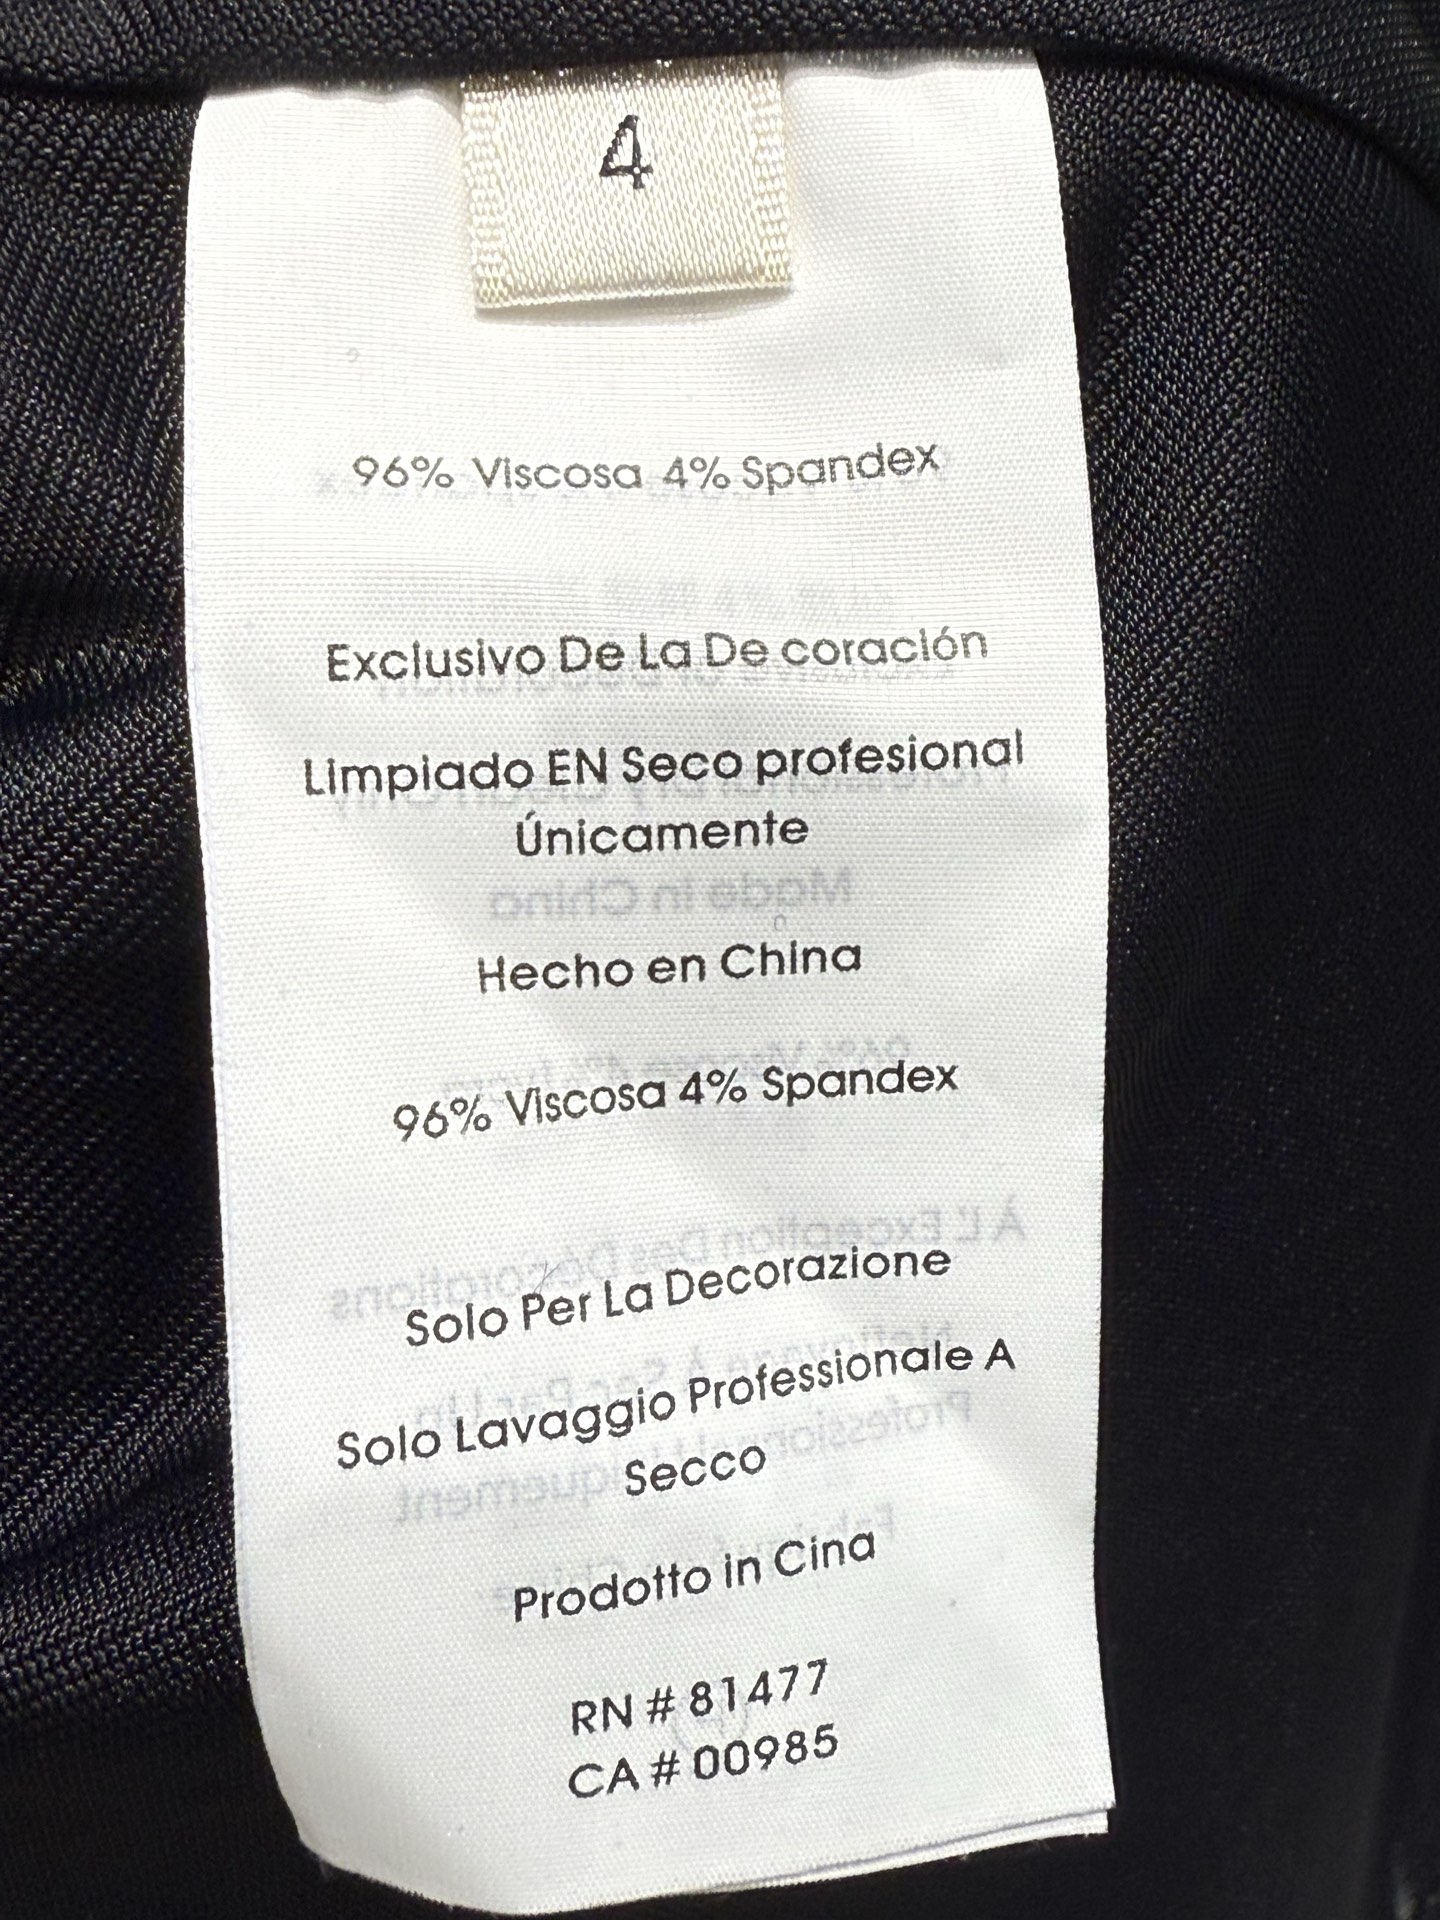 4
96% Viscosa 4% Spandex
Exclusivo De La De coración
Limpiado EN Seco profesional
Únicamente
Hecho en China
96% Viscosa 4% Spandex
Solo Per La Decorazione
Solo Lavaggio Professionale A
Secco
Prodotto in Cina
RN # 81477
CA # 00985